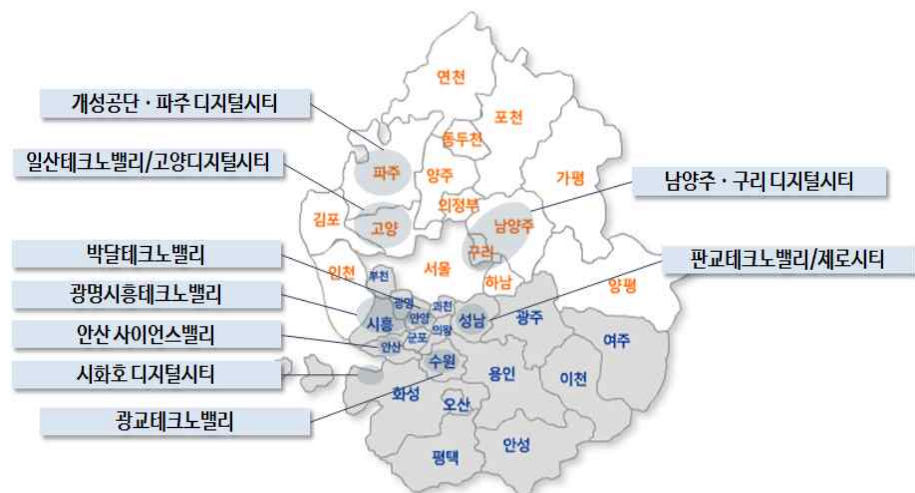 연천
포천
개성공단 · 파주 디지털시티
동두천
일산테크노밸리/고양디지털시티
파주
양주
가평
남양주 · 구리 디지털시티
의정부
김포
고양
남양주
박달테크노밸리
구리
판교테크노밸리/제로시티
인천
부천
서울
하남
양평
광명시흥테크노밸리
광명
과천
시흥
안양
성남
광주
안산 사이언스밸리
의왕
군포
안산
여주
수원
시화호 디지털시티
용인
이천
화성
오산
광교테크노밸리
안성
평택